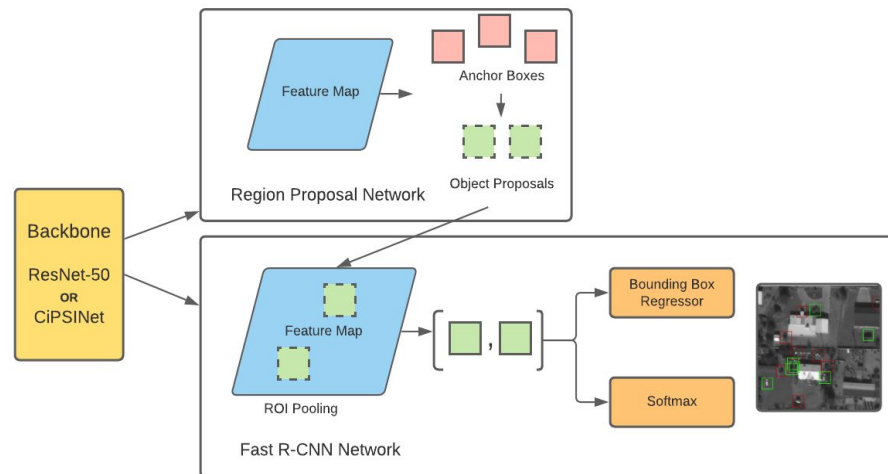 Feature Map
Anchor Boxes
Object Proposals
Region Proposal Network
Backbone
ResNet-50
OR
CiPSINet
Feature Map
ROI Pooling
[
,
]
Bounding Box
Regressor
Softmax
Fast R-CNN Network